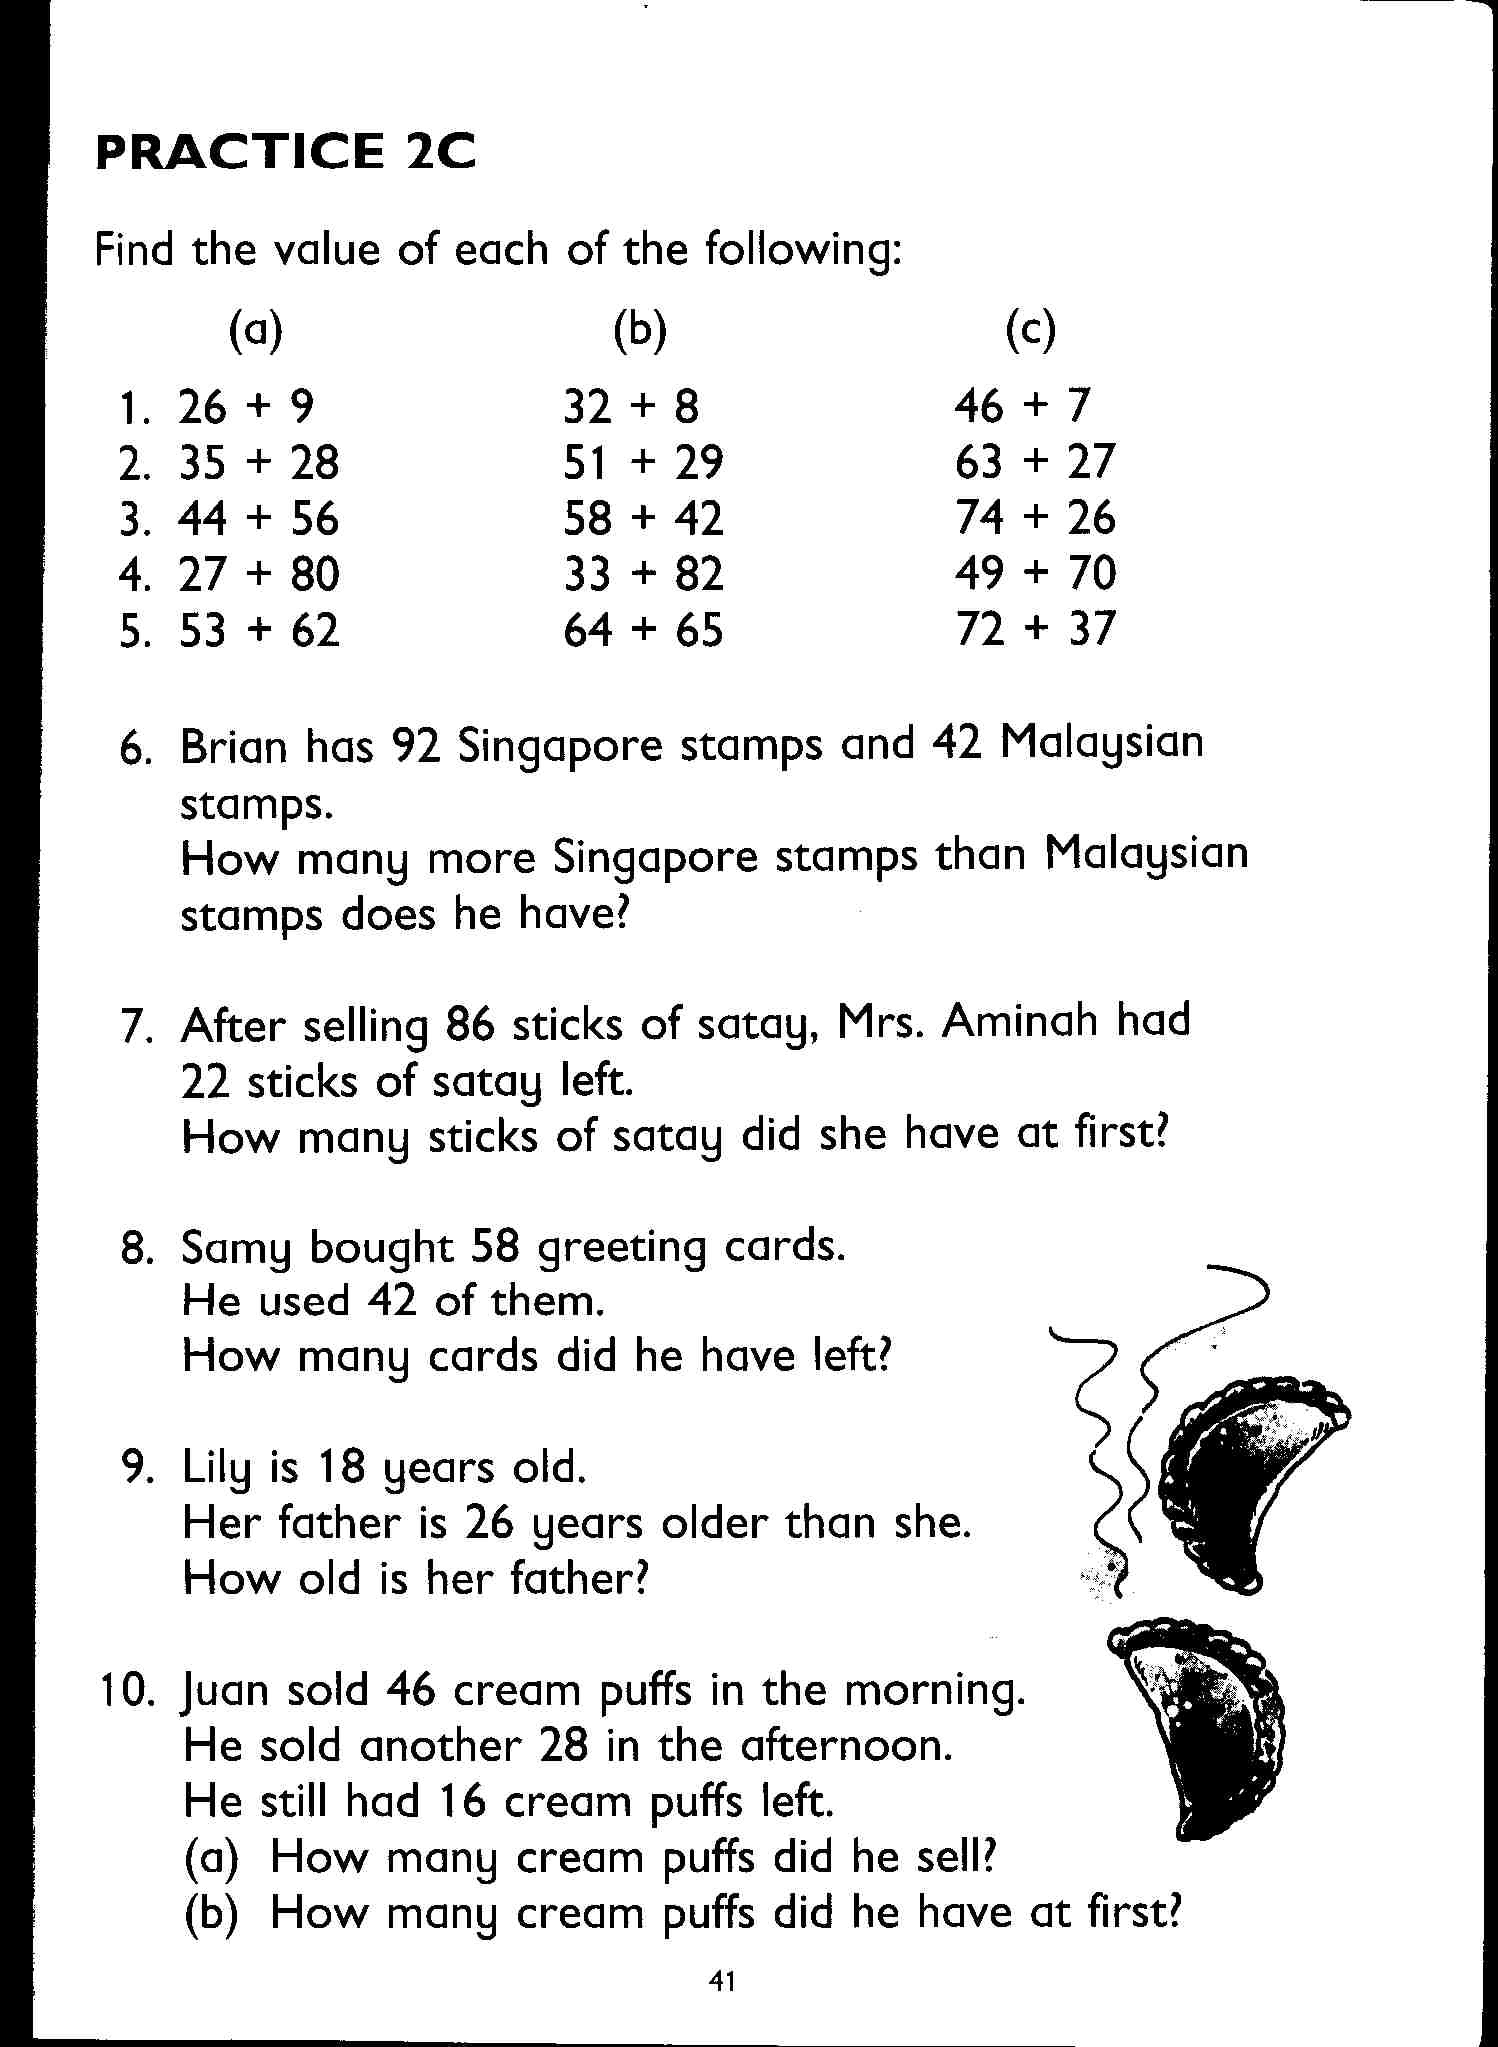 PRACTICE 2C
Find the value of each of the following:
(a) (b) (c)
1. 26 + 9 32 + 8 46 + 7
2. 35 + 28 51 + 29 63 + 27
3. 44 + 56 58 + 42 74 + 26
4. 27 + 80 33 + 82 49 + 70
5. 53 + 62 64 + 65 72 + 37
6. Brian has 92 Singapore stamps and 42 Malaysian
stamps.
How many more Singapore stamps than Malaysian
stamps does he have?
7. After selling 86 sticks of satay, Mrs. Aminah had
22 sticks of satay left.
How many sticks of satay did she have at first?
8. Samy bought 58 greeting cards.
He used 42 of them.
How many cards did he have left?
9. Lily is 18 years old.
Her father is 26 years older than she.
How old is her father?
10. Juan sold 46 cream puffs in the morning.
He sold another 28 in the afternoon.
He still had 16 cream puffs left.
(a) How many cream puffs did he sell?
(b) How many cream puffs did he have at first?
41